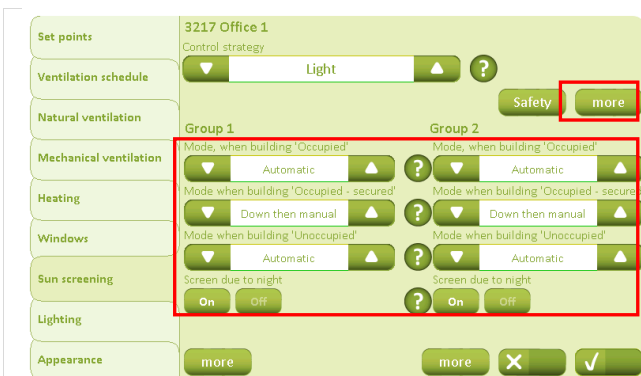 Set points
Ventilation schedule
Natural ventilation
Mechanical ventilation
Heating
Windows
Sun screening
Lighting
Appearance
3217 Office 1
Control strategy
Light
?
Safety
more
Group 1
Mode, when building 'Occupied'
Automatic
?
Mode when building 'Occupied - secured'
Down then manual
?
Mode when building 'Unoccupied'
Automatic
?
Screen due to night
On Off
?
Group 2
Mode, when building 'Occupied'
Automatic
Mode when building 'Occupied - secured
Down then manual
Mode when building 'Unoccupied'
Automatic
Screen due to night
On Off
more
more